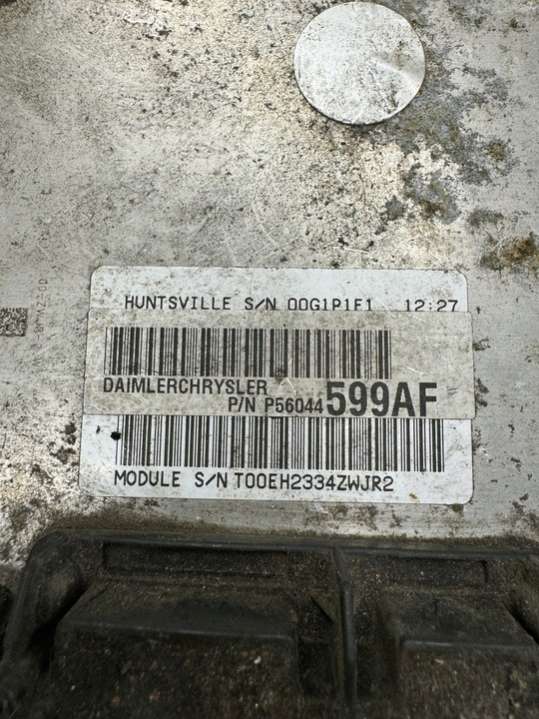 HUNTSVILLE S/N 00G1P1F1 12:27
DAIMLERCHRYSLER
P/N P56044599AF
MODULE S/N T00EH2334ZWJR2